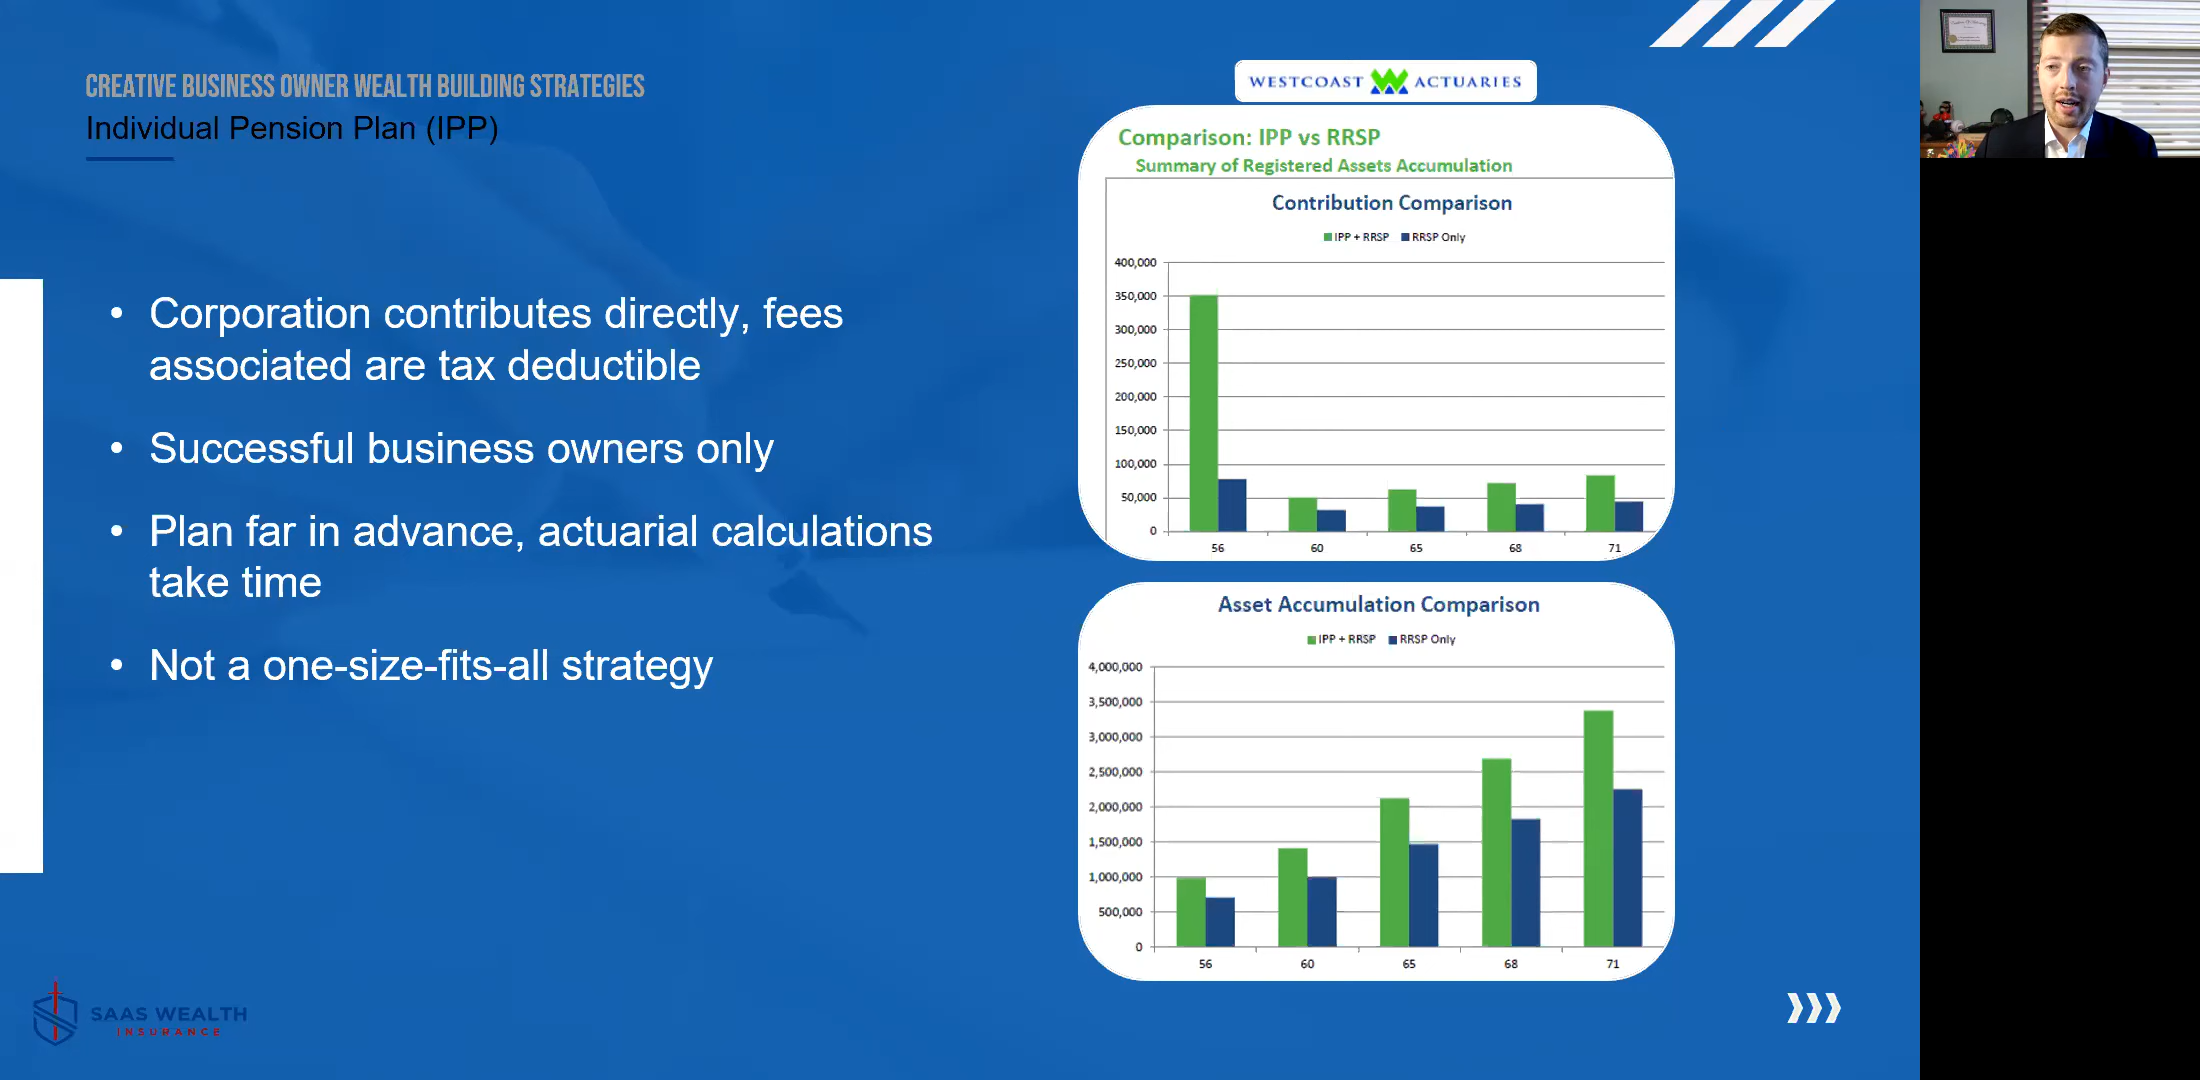 CREATIVE BUSINESS OWNER WEALTH BUILDING STRATEGIES
Individual Pension Plan (IPP)
• Corporation contributes directly, fees
associated are tax deductible
• Successful business owners only
• Plan far in advance, actuarial calculations
take time
• Not a one-size-fits-all strategy
SAAS WEALTH
INSURANCE
WESTCOAST ACTUARIES
Comparison: IPP vs RRSP
Summary of Registered Assets Accumulation
Contribution Comparison
IPP + RRSP RRSP Only
400,000
350,000
300,000
250,000
200,000
150,000
100,000
50,000
0
56 60 65 68 71
Asset Accumulation Comparison
IPP + RRSP RRSP Only
4,000,000
3,500,000
3,000,000
2,500,000
2,000,000
1,500,000
1,000,000
500,000
0
56 60 65 68 71